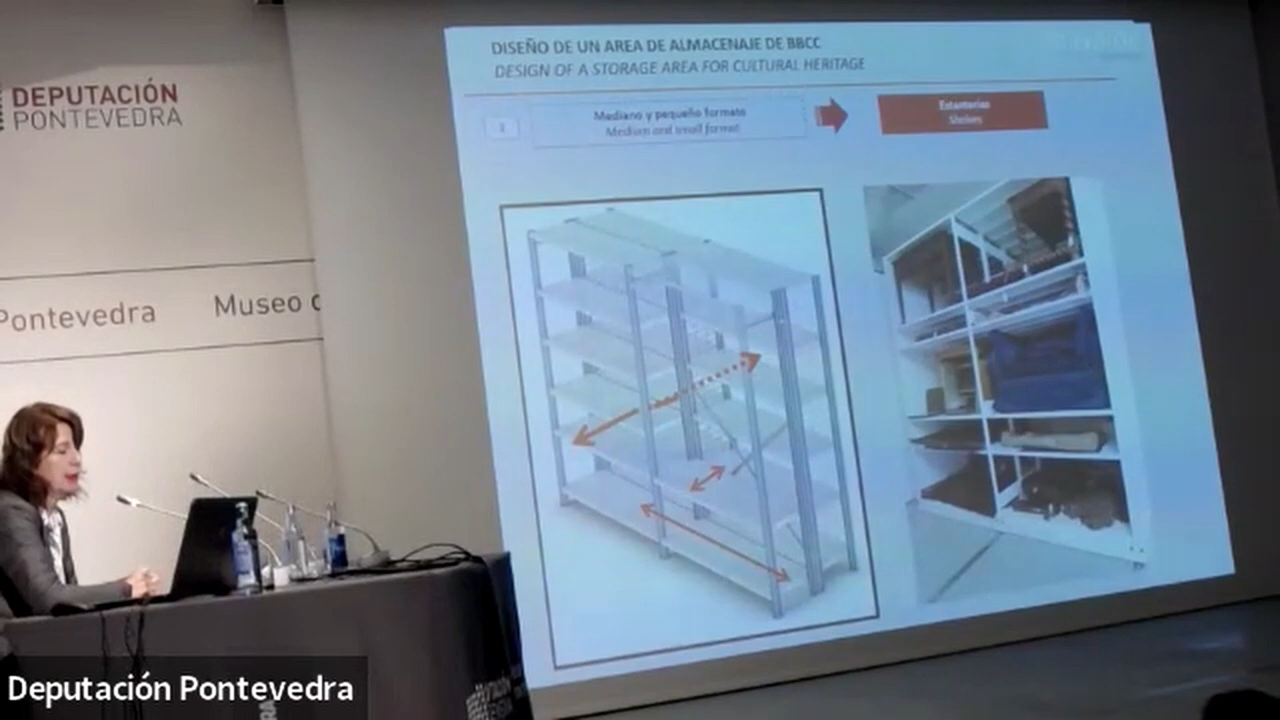 DEPUTACIÓN
PONTEVEDRA
Pontevedra Museo
DISEÑO DE UN AREA DE ALMACENAJE DE BBCC
DESIGN OF A STORAGE AREA FOR CULTURAL HERITAGE
Mediano y pequeño formato
Medium and small format
Estanterías
Shelves
Deputación Pontevedra